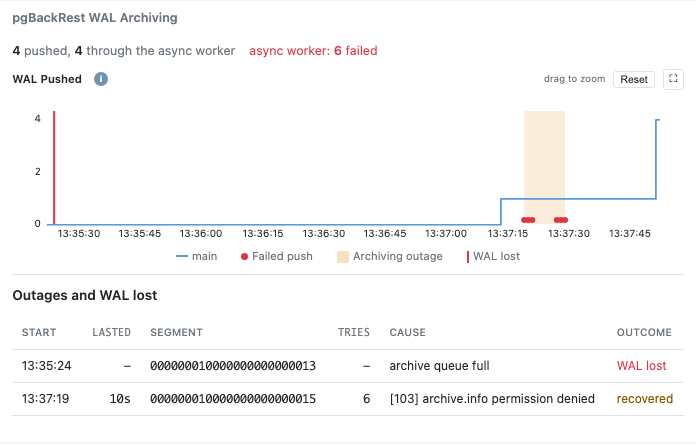 pgBackRest WAL Archiving
4 pushed, 4 through the async worker async worker: 6 failed
WAL Pushed i drag to zoom Reset
4
2
0
13:35:30 13:35:45 13:36:00 13:36:15 13:36:30 13:36:45 13:37:00 13:37:15 13:37:30 13:37:45
main Failed push Archiving outage WAL lost
Outages and WAL lost
START LASTED SEGMENT TRIES CAUSE OUTCOME
13:35:24 – 000000010000000000000013 – archive queue full WAL lost
13:37:19 10s 000000010000000000000015 6 [103] archive.info permission denied recovered